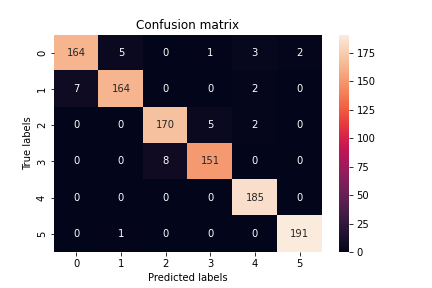 Confusion matrix
True labels
0 164 5 0 1 3 2
1 7 164 0 0 2 0
2 0 0 170 5 2 0
3 0 0 8 151 0 0
4 0 0 0 0 185 0
5 0 1 0 0 0 191
0 1 2 3 4 5
Predicted labels
175
150
125
100
75
50
25
0